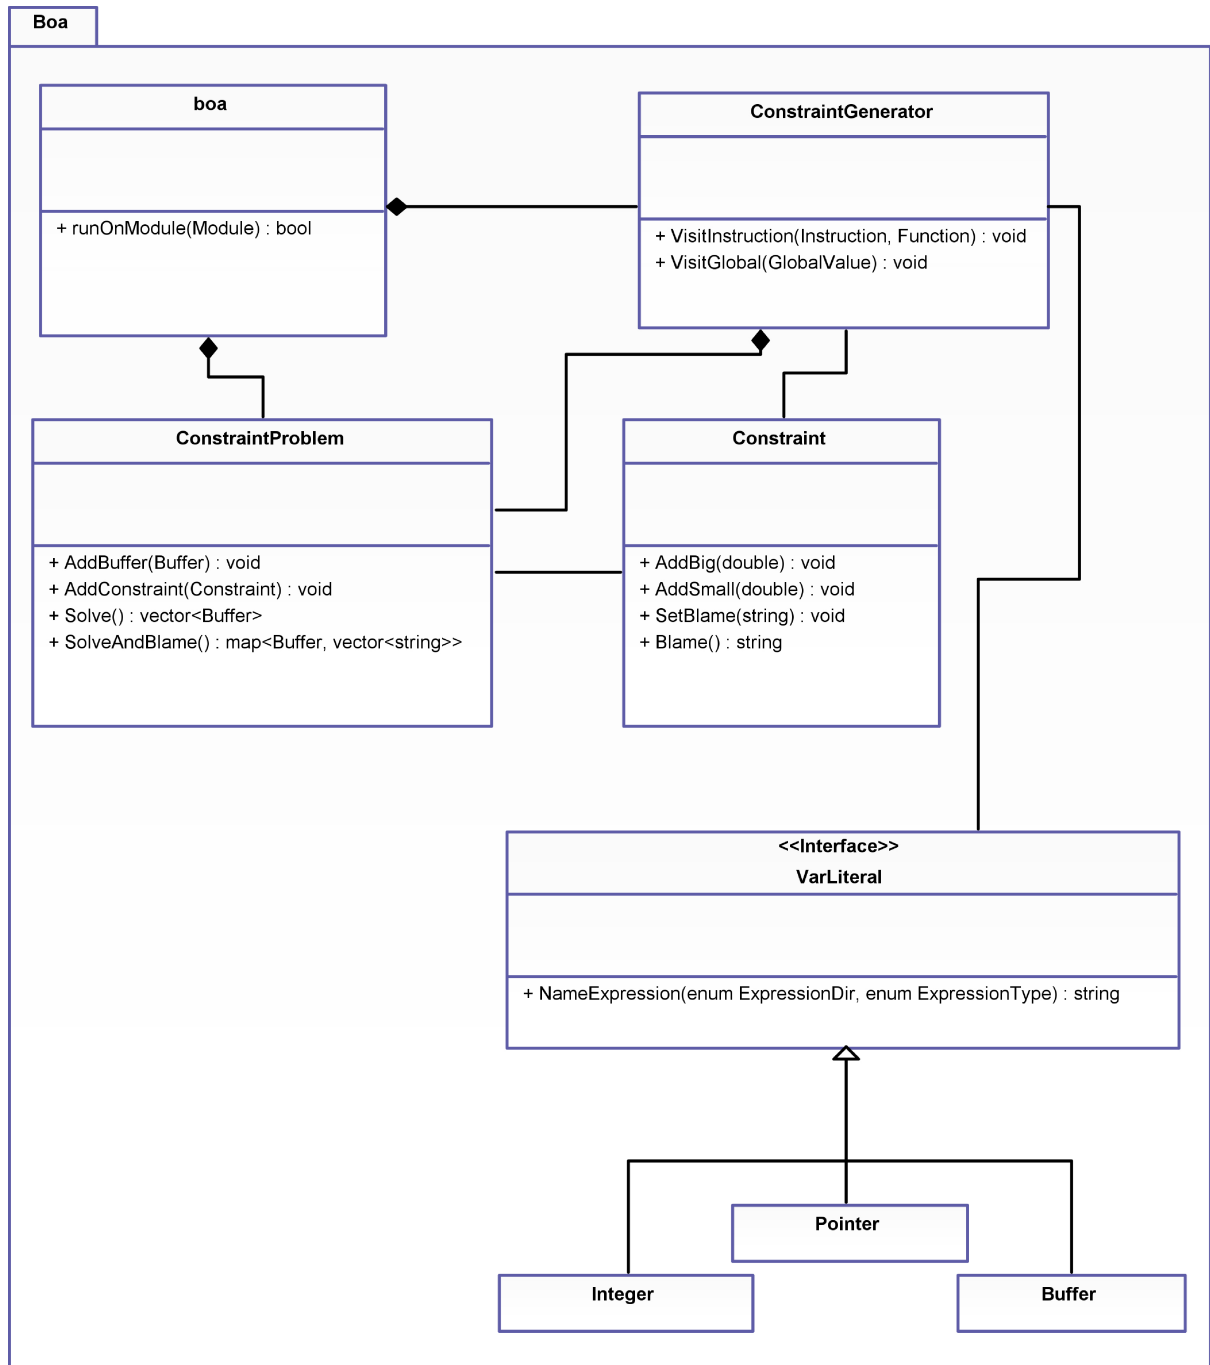 Boa
boa
+ runOnModule(Module) : bool
ConstraintGenerator
+ VisitInstruction(Instruction, Function) : void
+ VisitGlobal(GlobalValue) : void
ConstraintProblem
+ AddBuffer(Buffer) : void
+ AddConstraint(Constraint) : void
+ Solve() : vector<Buffer>
+ SolveAndBlame() : map<Buffer, vector<string>>
Constraint
+ AddBig(double) : void
+ AddSmall(double) : void
+ SetBlame(string) : void
+ Blame() : string
<<Interface>>
VarLiteral
+ NameExpression(enum ExpressionDir, enum ExpressionType) : string
Pointer
Integer
Buffer